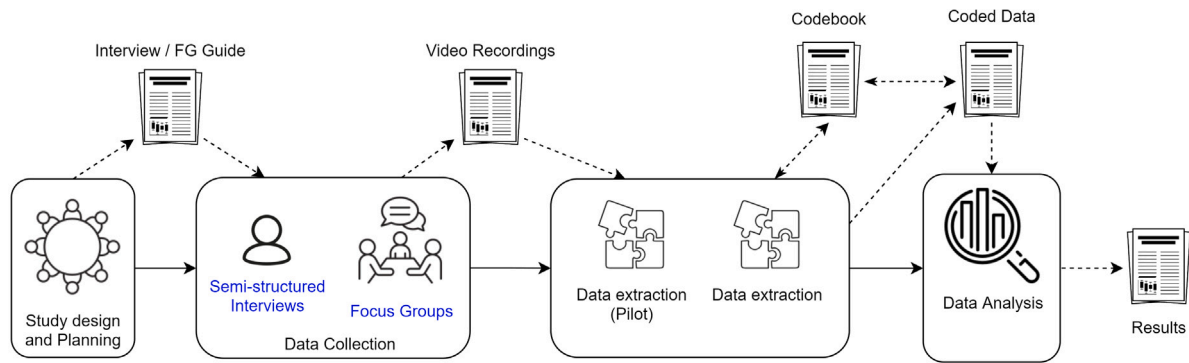 Codebook
Coded Data
Interview / FG Guide
Video Recordings
Study design
and Planning
Semi-structured
Interviews
Focus Groups
Data Collection
Data extraction
(Pilot)
Data extraction
Data Analysis
Results